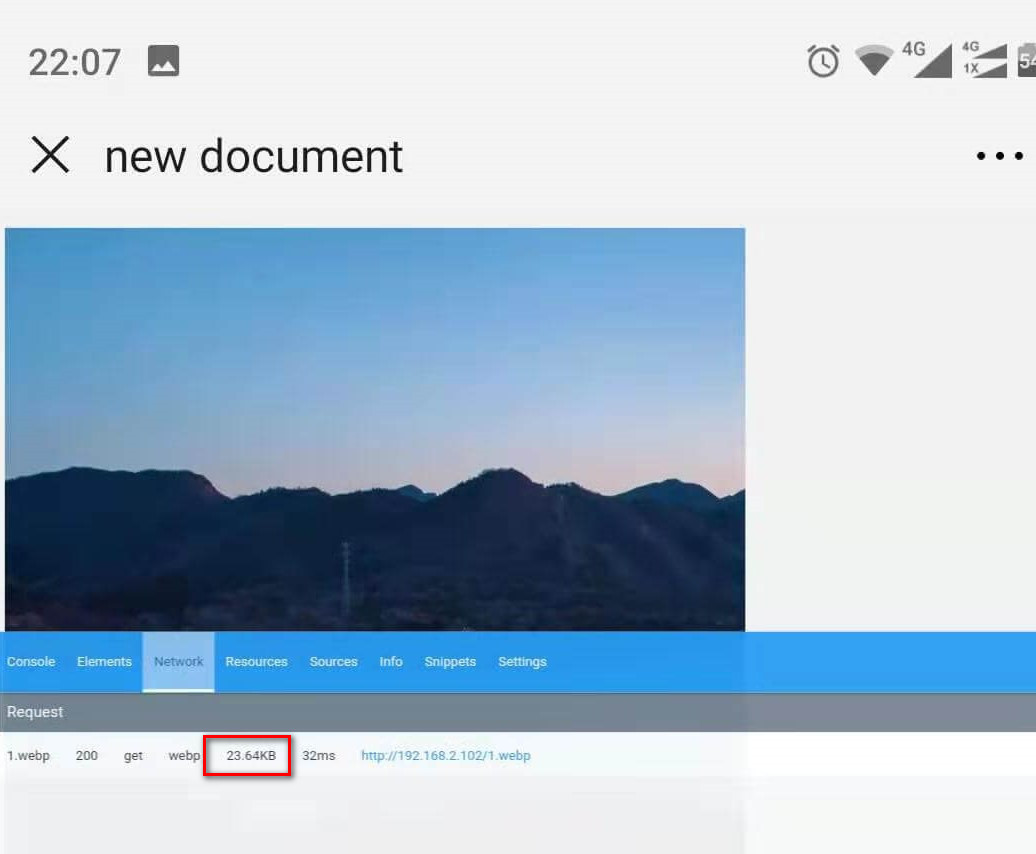 22:07 4G 4G 1X 54
new document
Console Elements Network Resources Sources Info Snippets Settings
Request
1.webp 200 get webp 23.64KB 32ms http://192.168.2.102/1.webp